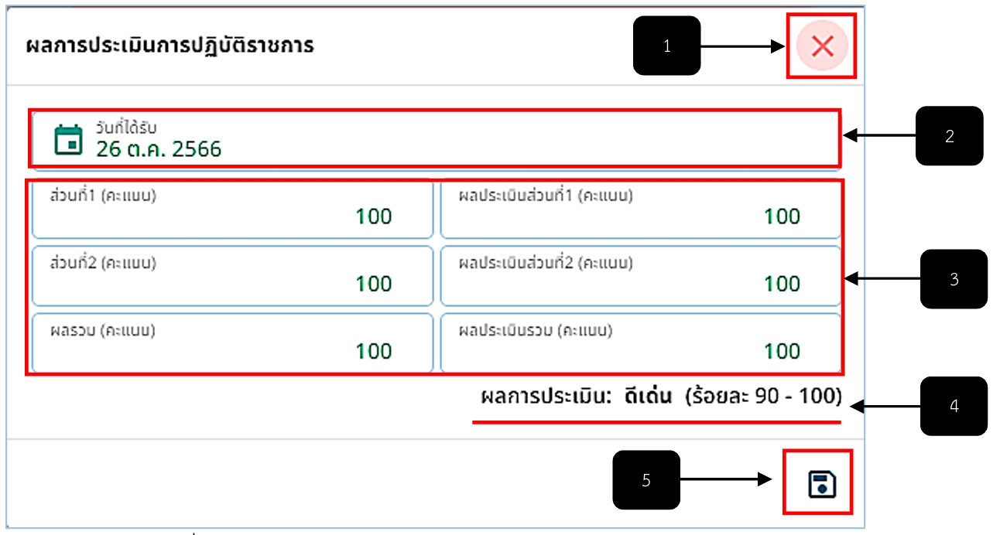 ผลการประเมินการปฏิบัติราชการ
1
วันที่ได้รับ
26 ต.ค. 2566
2
ส่วนที่1 (คะแนน)
100
ผลประเมินส่วนที่1 (คะแนน)
100
ส่วนที่2 (คะแนน)
100
ผลประเมินส่วนที่2 (คะแนน)
100
3
ผลรวม (คะแนน)
100
ผลประเมินรวม (คะแนน)
100
ผลการประเมิน: ดีเด่น (ร้อยละ 90 - 100)
4
5